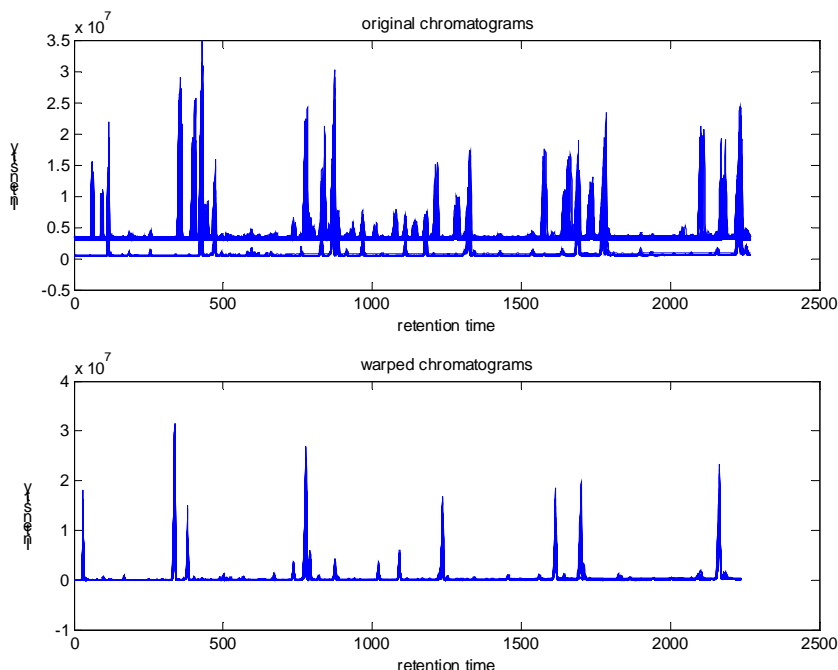 original chromatograms
x 10^7
3.5
3
2.5
2
1.5
1
0.5
0
-0.5
intensity
0 500 1000 1500 2000 2500
retention time
warped chromatograms
x 10^7
4
3
2
1
0
-1
intensity
0 500 1000 1500 2000 2500
retention time